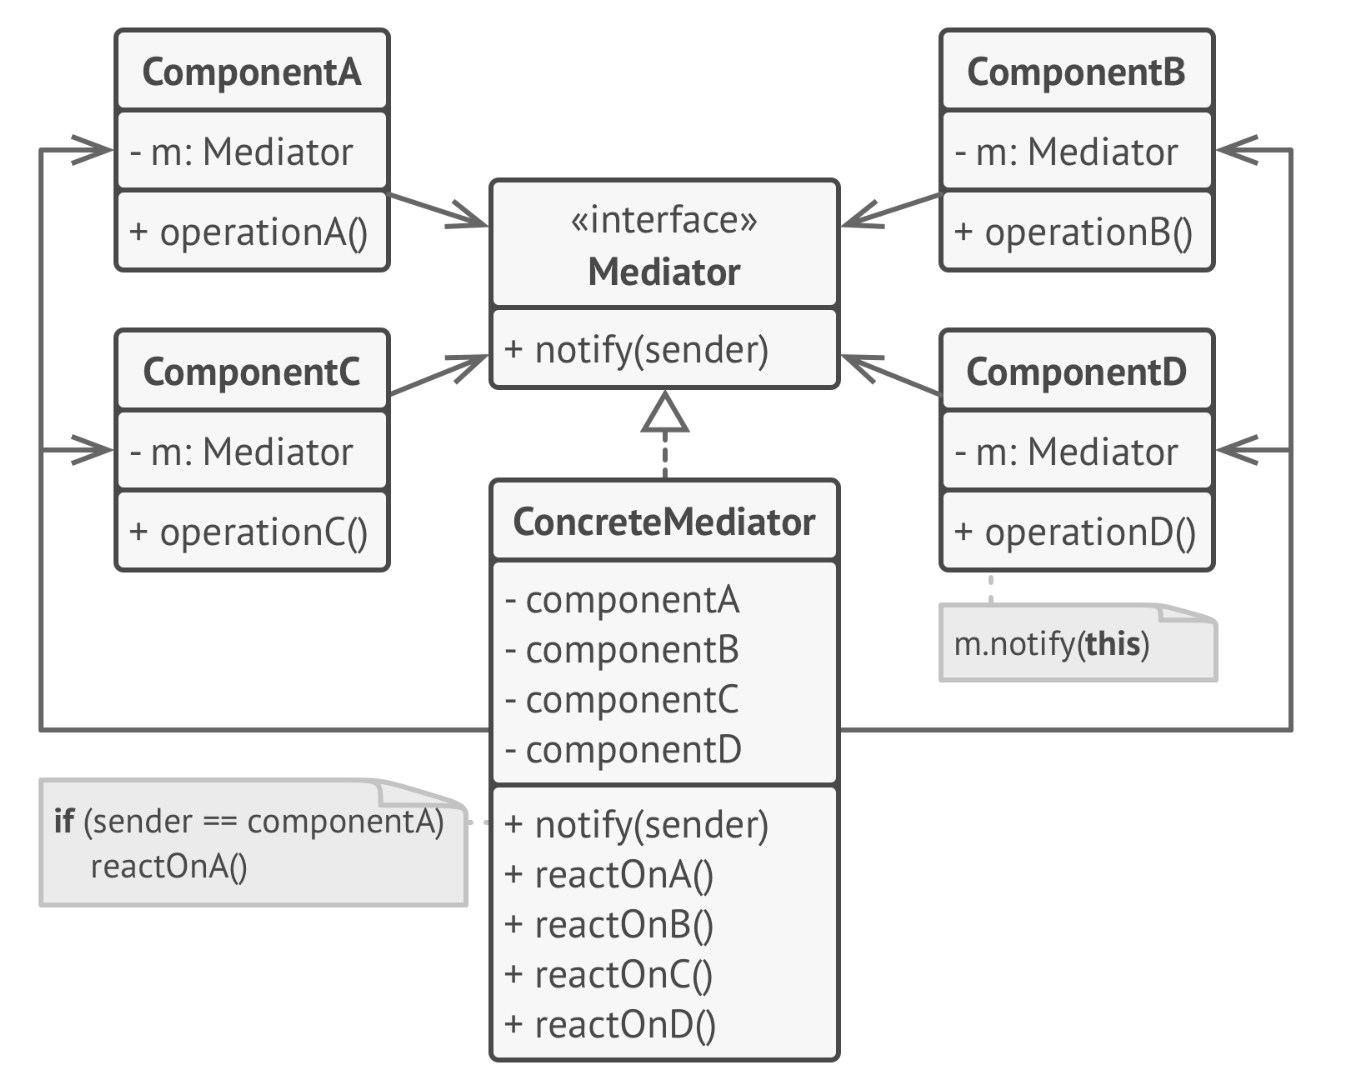 ComponentA
- m: Mediator
+ operationA()
ComponentB
- m: Mediator
+ operationB()
«interface»
Mediator
+ notify(sender)
ComponentC
- m: Mediator
+ operationC()
ComponentD
- m: Mediator
+ operationD()
m.notify(this)
ConcreteMediator
- componentA
- componentB
- componentC
- componentD
+ notify(sender)
+ reactOnA()
+ reactOnB()
+ reactOnC()
+ reactOnD()
if (sender == componentA)
reactOnA()